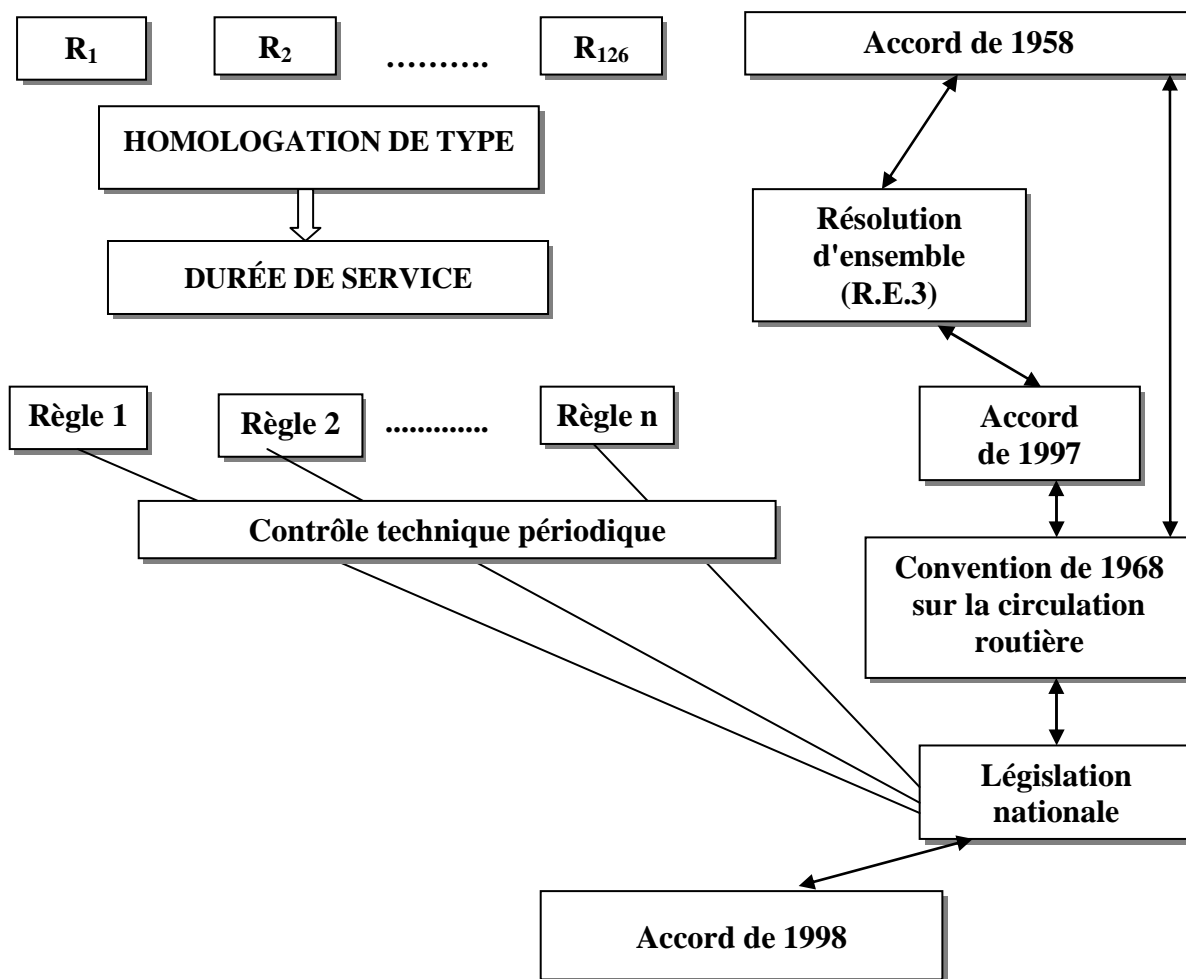 R1
R2
……….
R126
Accord de 1958
HOMOLOGATION DE TYPE
DURÉE DE SERVICE
Résolution
d'ensemble
(R.E.3)
Règle 1
Règle 2
.............
Règle n
Accord
de 1997
Contrôle technique périodique
Convention de 1968
sur la circulation
routière
Législation
nationale
Accord de 1998